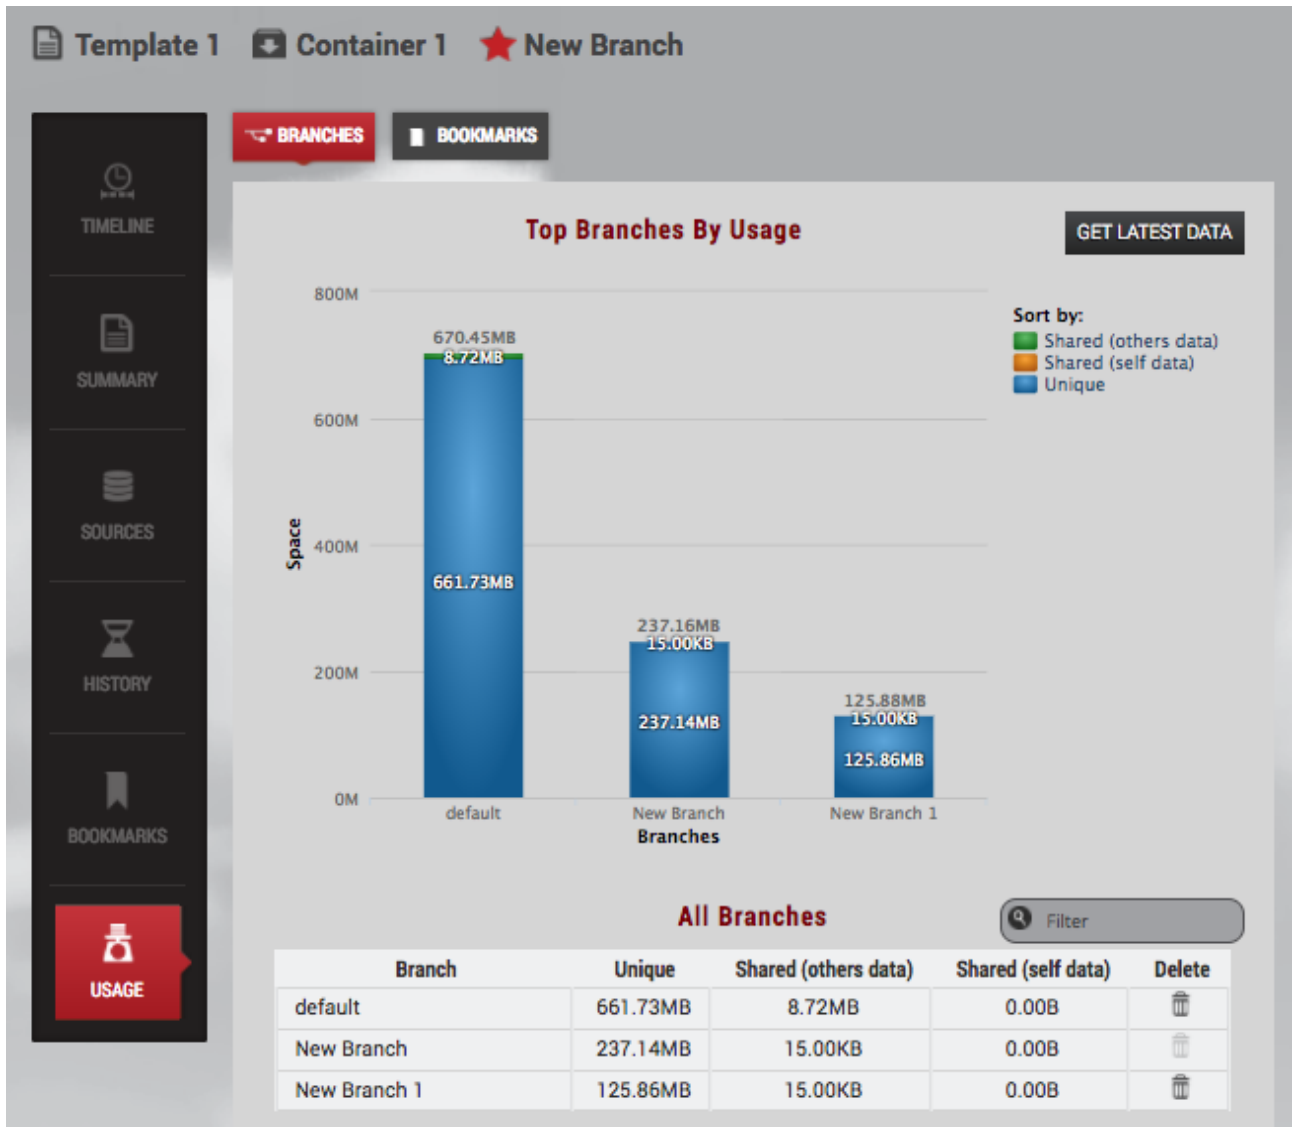 Template 1 Container 1 New Branch
BRANCHES BOOKMARKS
TIMELINE
SUMMARY
SOURCES
HISTORY
BOOKMARKS
USAGE
Top Branches By Usage
GET LATEST DATA
800M
600M
400M
200M
0M
Space
670.45MB
8.72MB
661.73MB
237.16MB
15.00KB
237.14MB
125.88MB
15.00KB
125.86MB
default New Branch New Branch 1
Branches
Sort by:
Shared (others data)
Shared (self data)
Unique
All Branches
Filter
Branch Unique Shared (others data) Shared (self data) Delete
default 661.73MB 8.72MB 0.00B
New Branch 237.14MB 15.00KB 0.00B
New Branch 1 125.86MB 15.00KB 0.00B